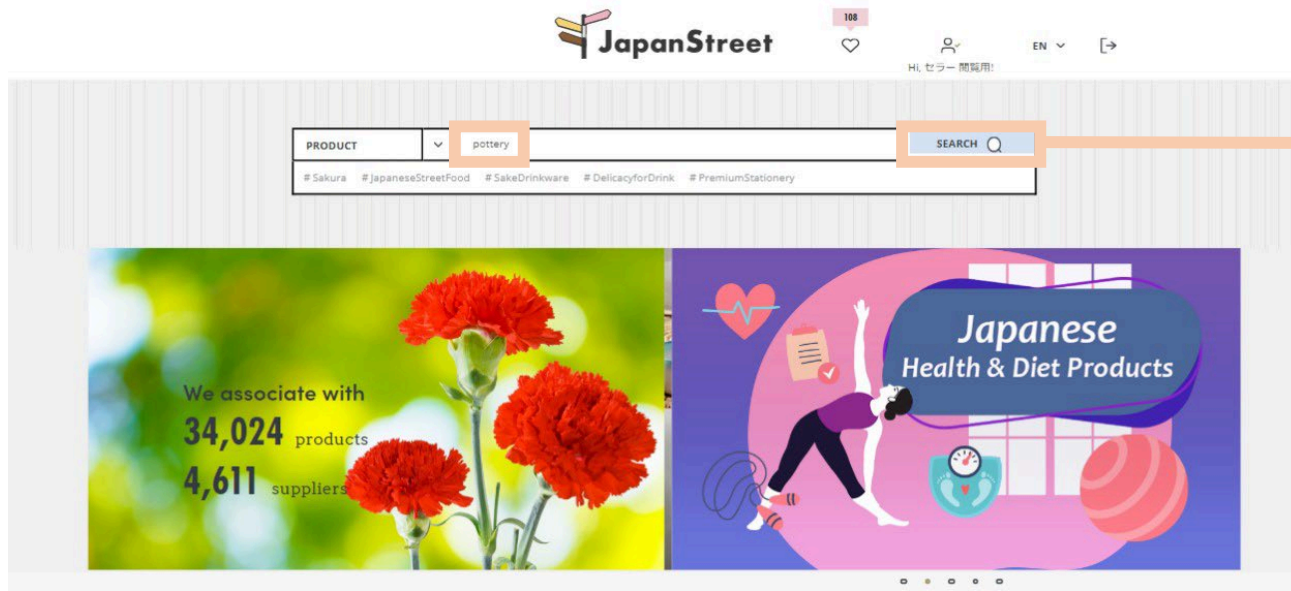 108
JapanStreet
EN
Hi, セラー 閲覧用!
PRODUCT
pottery
SEARCH
# Sakura # JapaneseStreetFood # SakeDrinkware # DelicacyforDrink # PremiumStationery
We associate with
34,024 products
4,611 suppliers
Japanese
Health & Diet Products